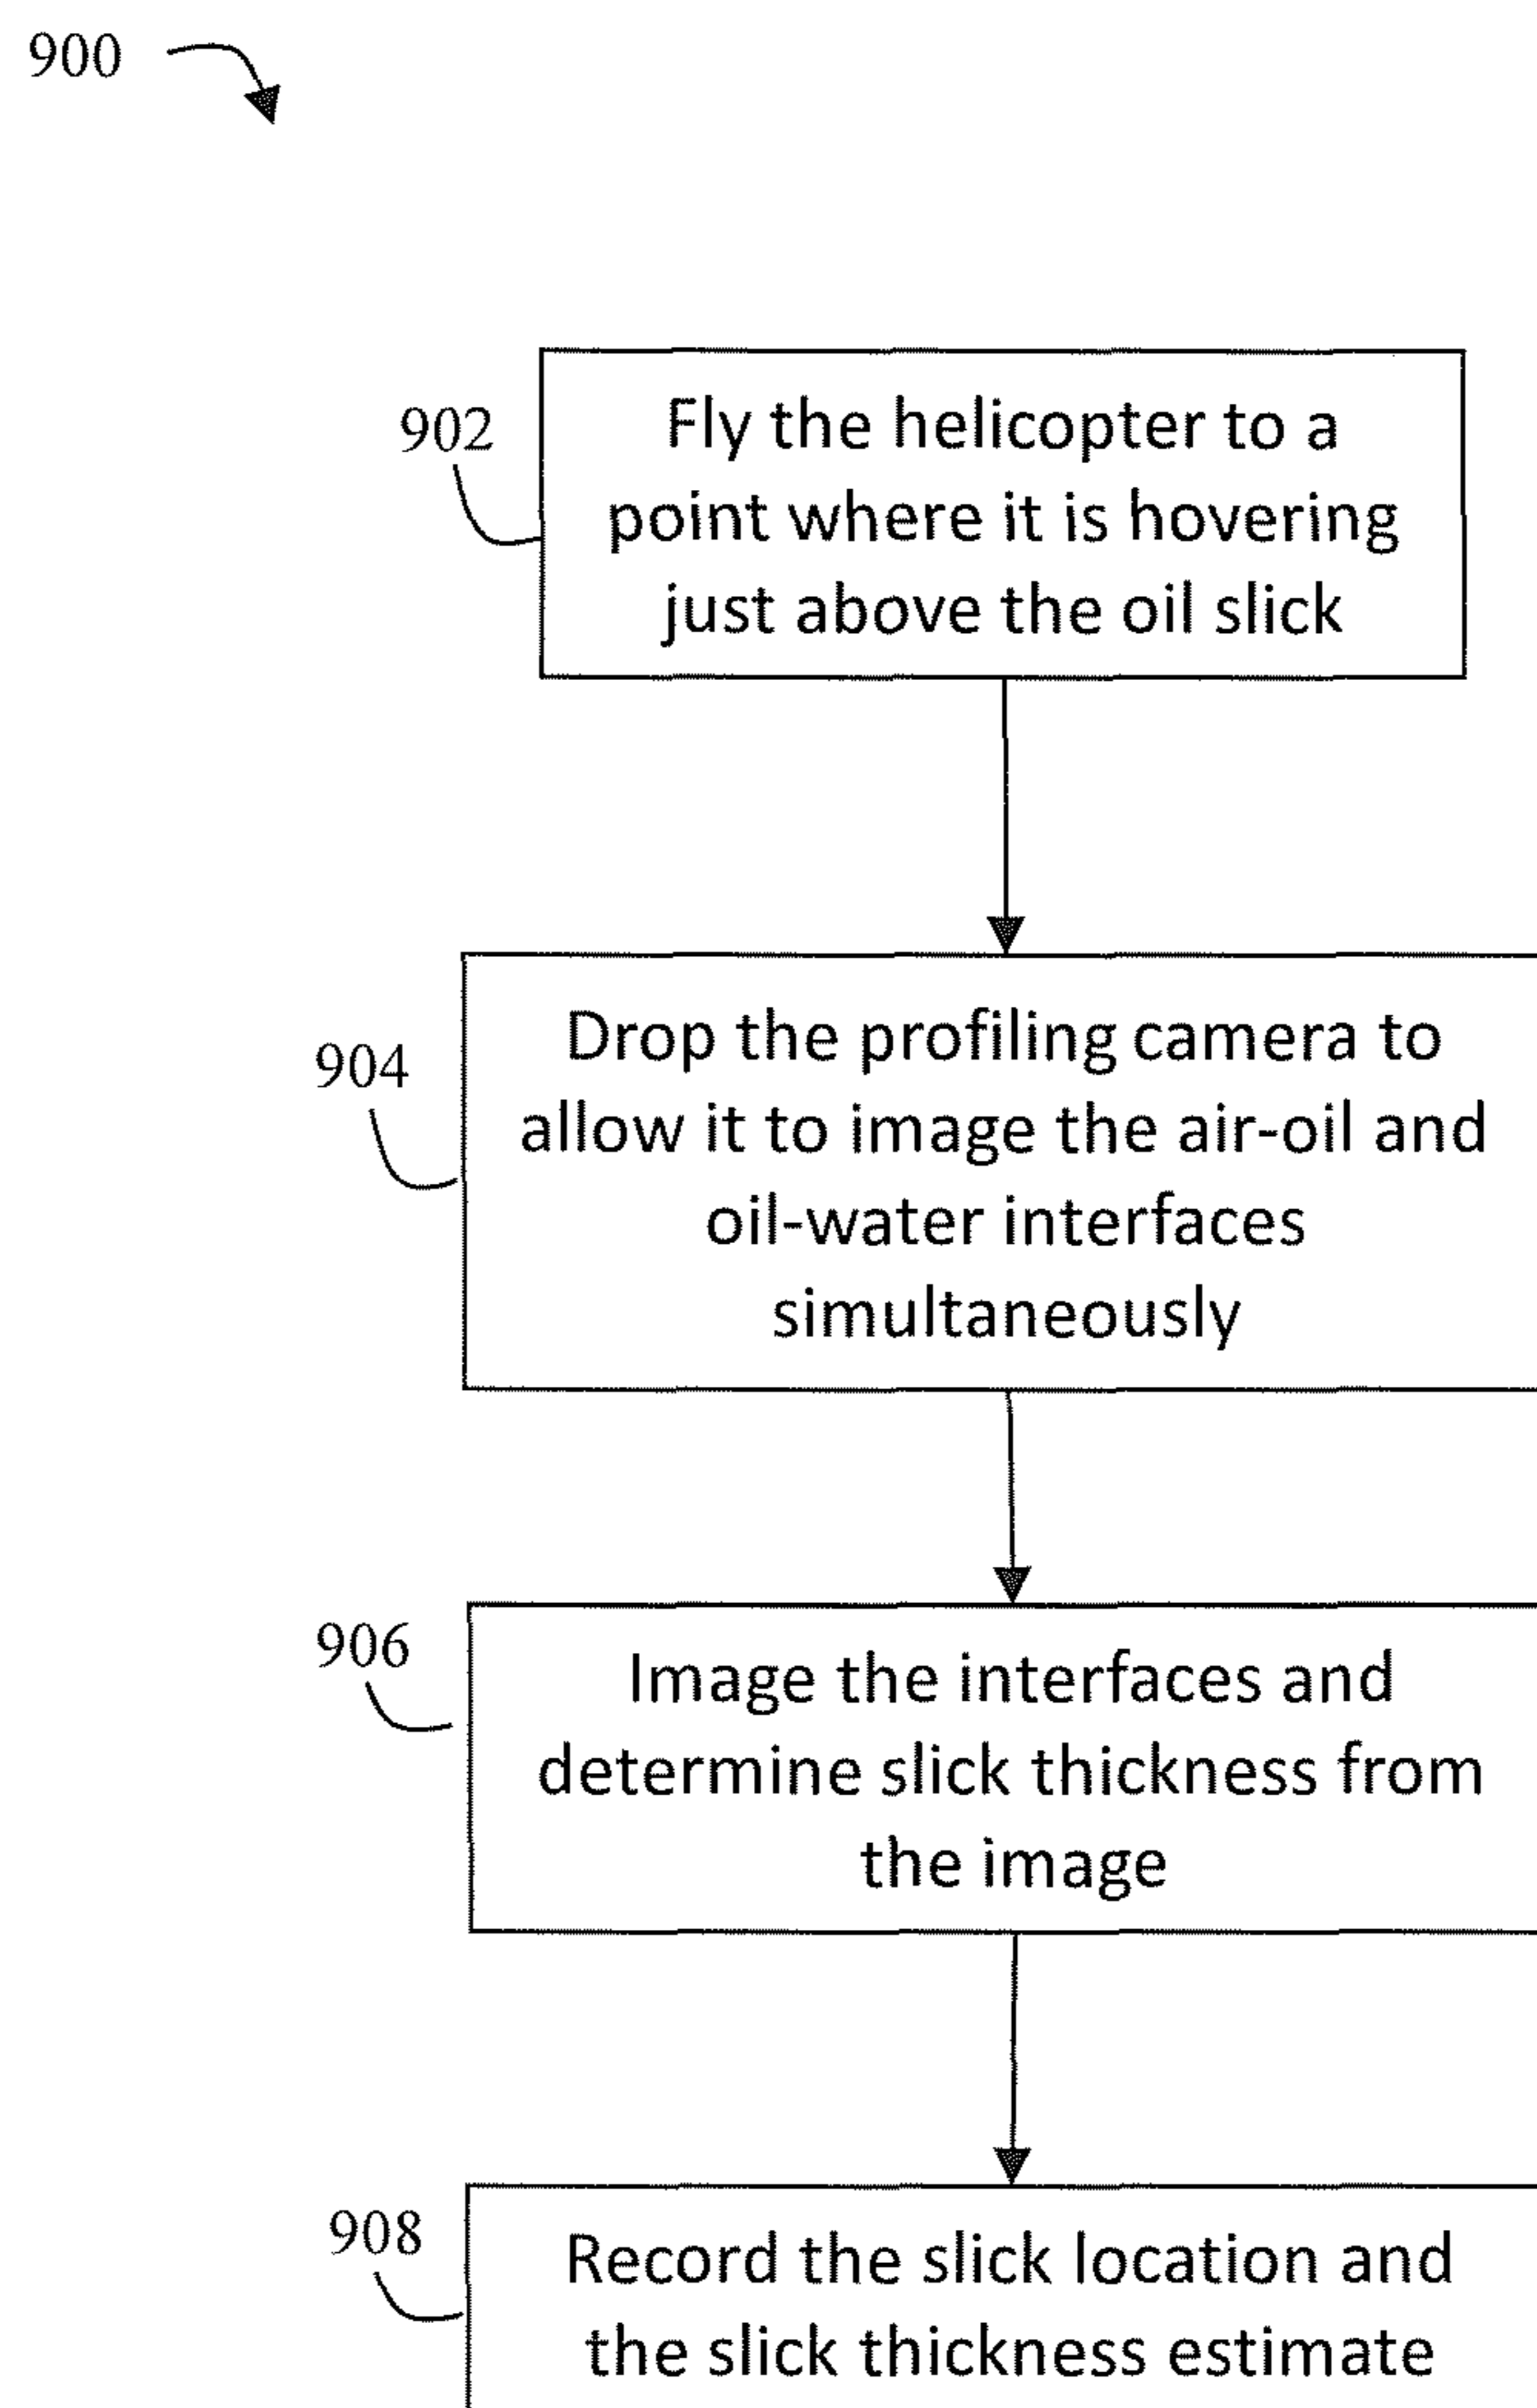 900
902
Fly the helicopter to a
point where it is hovering
just above the oil slick
904
Drop the profiling camera to
allow it to image the air-oil and
oil-water interfaces
simultaneously
906
Image the interfaces and
determine slick thickness from
the image
908
Record the slick location and
the slick thickness estimate